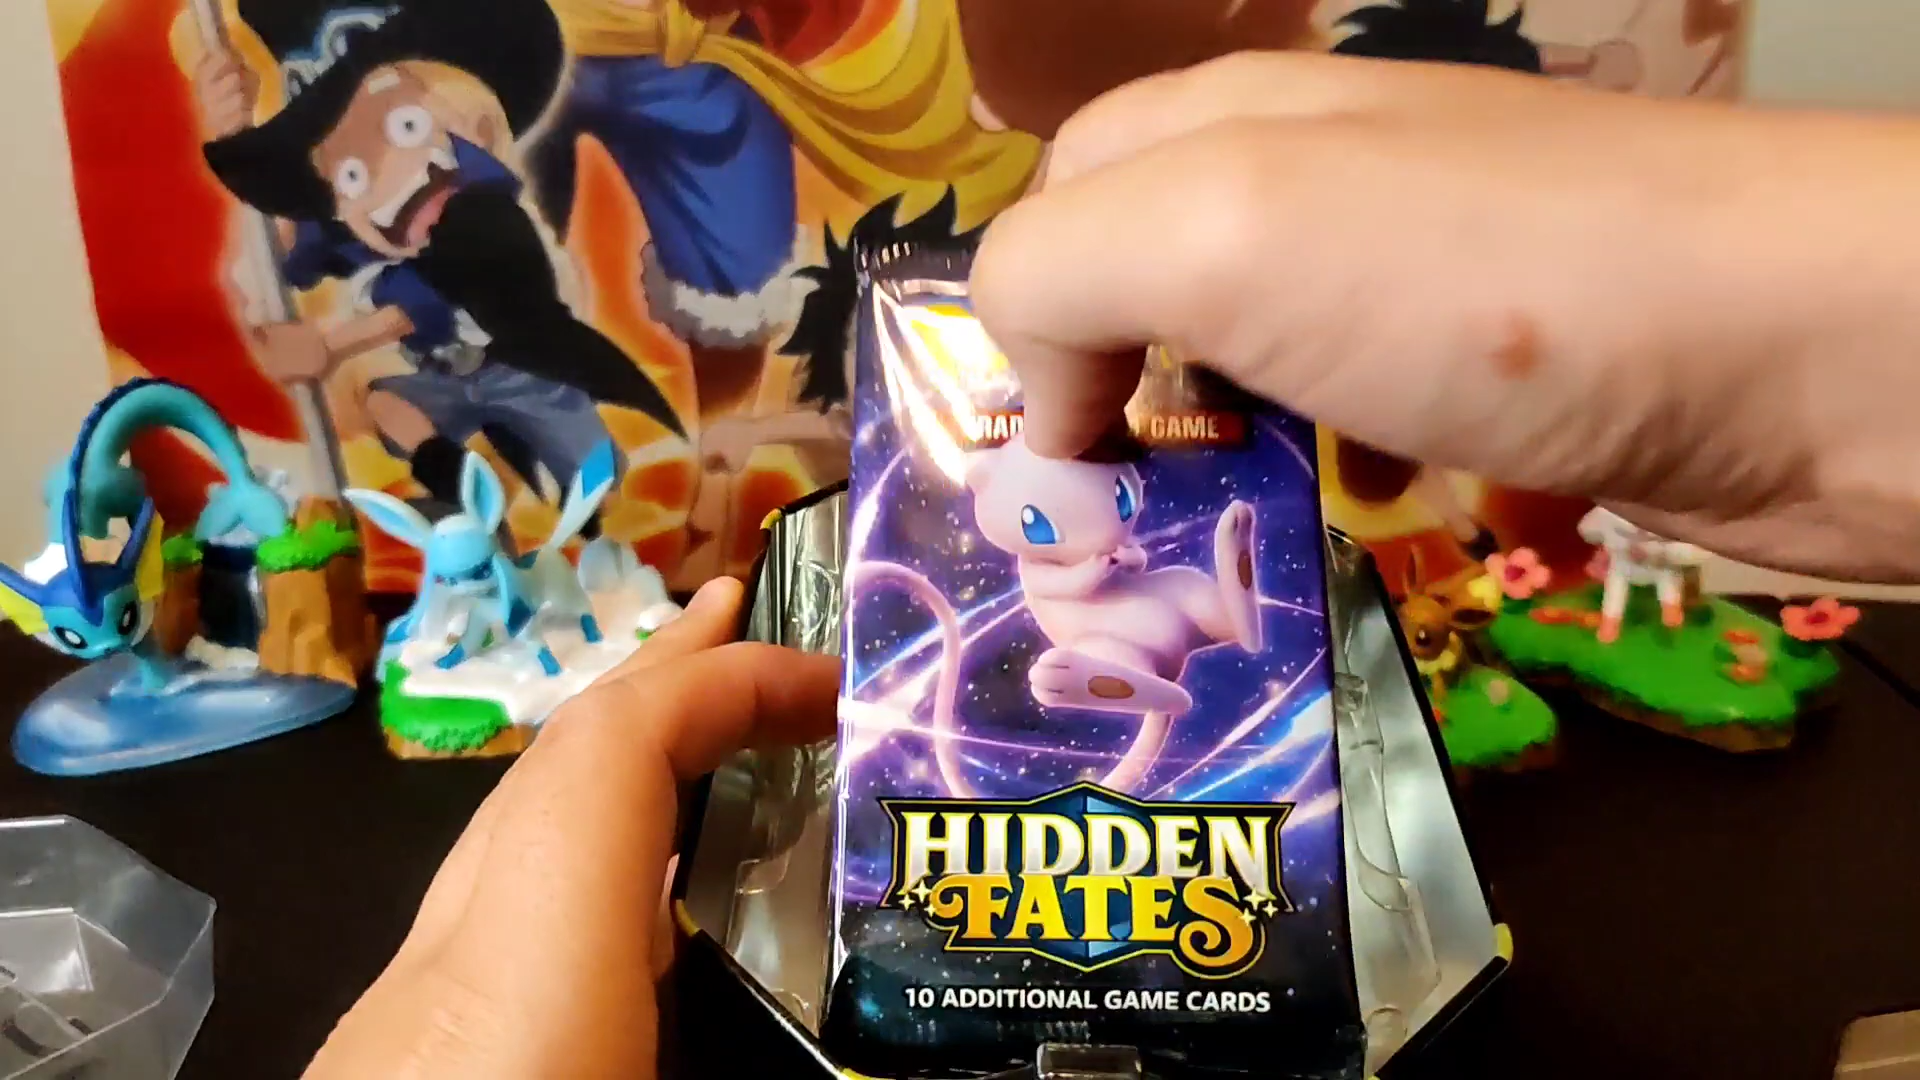 GAME
HIDDEN
FATES
10 ADDITIONAL GAME CARDS